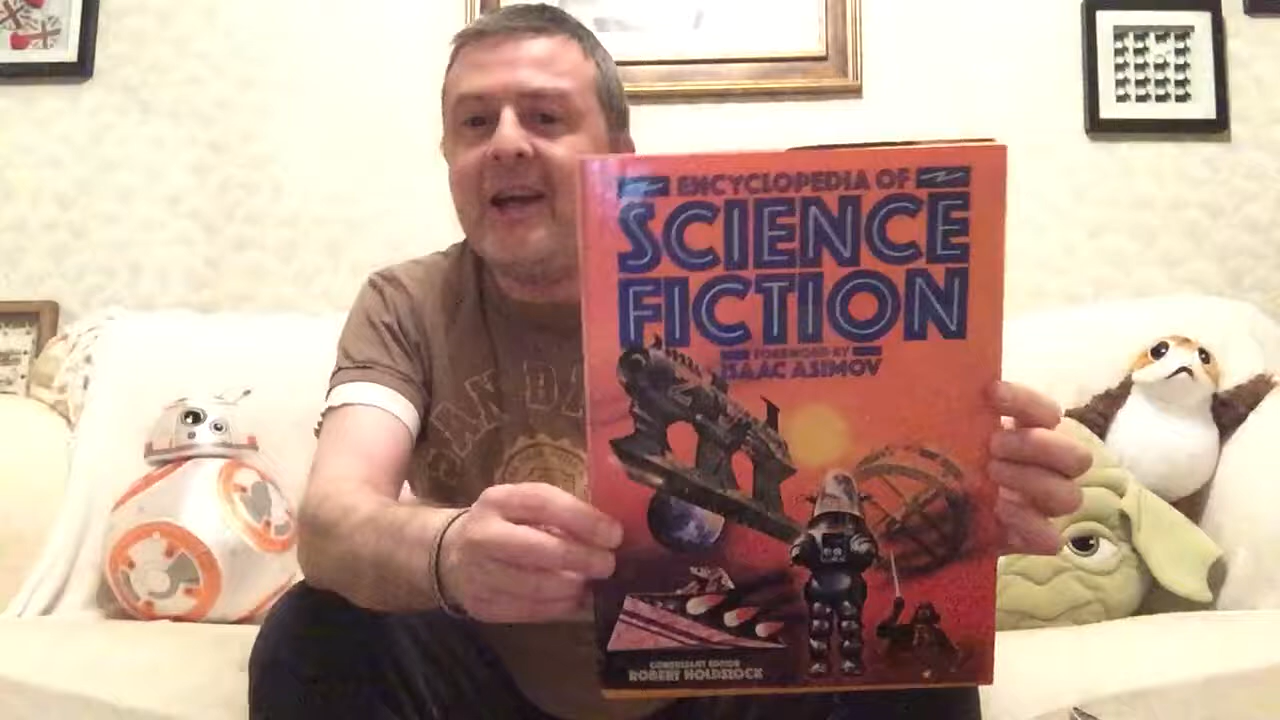 ENCYCLOPEDIA OF
SCIENCE
FICTION
FOREWORD BY
ISAAC ASIMOV
CONSULTANT EDITOR
ROBERT HOLDSTOCK